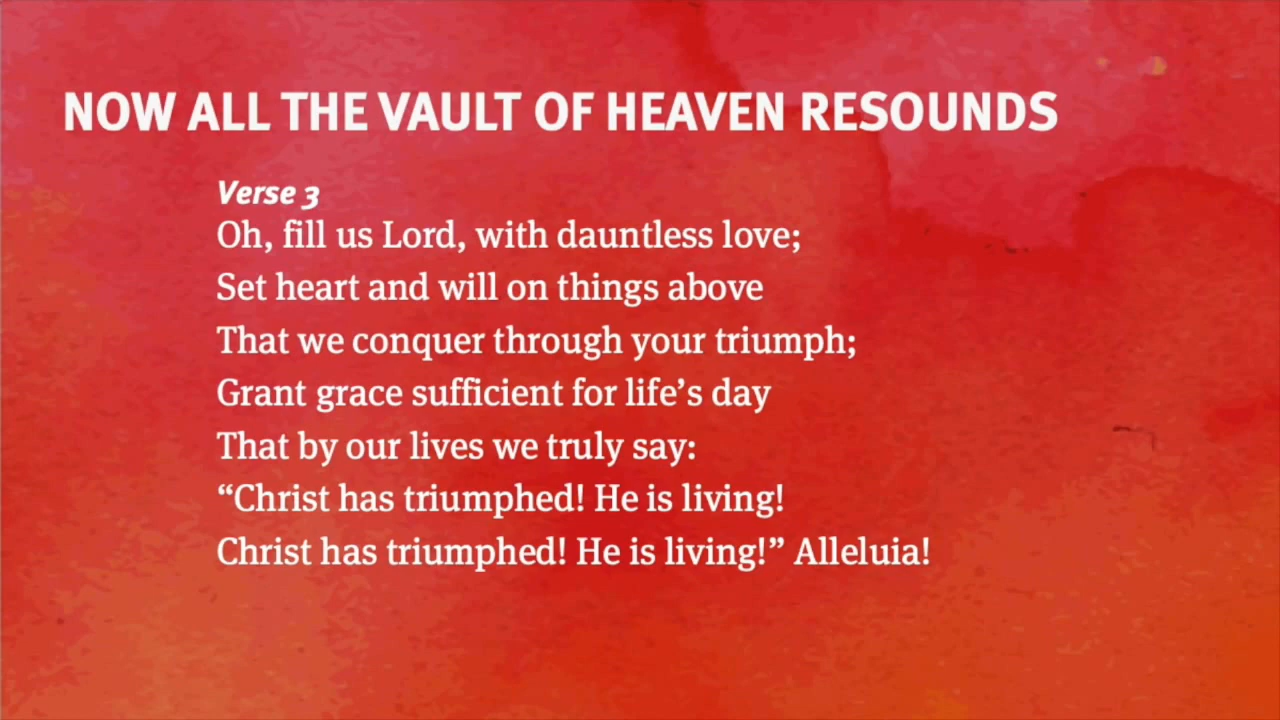 NOW ALL THE VAULT OF HEAVEN RESOUNDS
Verse 3
Oh, fill us Lord, with dauntless love;
Set heart and will on things above
That we conquer through your triumph;
Grant grace sufficient for life’s day
That by our lives we truly say:
“Christ has triumphed! He is living!
Christ has triumphed! He is living!” Alleluia!